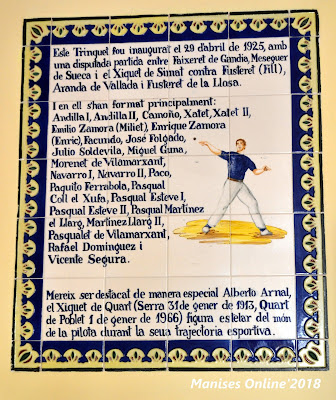 Este Trinquet fou inaugurat el 29 d'abril de 1925, amb
una disputada partida entre Faixeret de Gandia, Meseguer
de Sueca i el Xiquet de Simat contra Fusteret (Fill),
Aranda de Vallada i Fusteret de la Llosa.
I en ell s'han format principalment:
Andilla I, Andilla II, Camoño, Xatet, Xatet II,
Emilio Zamora (Miliet), Enrique Zamora
(Enric), Facundo, José Folgado,
Julio Soldevila, Miquel Guna,
Morenet de Vilamarxant,
Navarro I, Navarro II, Paco,
Paquito Ferrabola, Pasqual
Coll el Xufa, Pasqual Esteve I,
Pasqual Esteve II, Pasqual Martínez
el Llarg, Martínez Llarg II,
Pasqualet de Vilamarxant,
Rafael Domínguez i
Vicente Segura.
Mereix ser destacat de manera especial Alberto Arnal,
el Xiquet de Quart (Serra 31 de gener de 1913, Quart
de Poblet 1 de gener de 1966) figura estelar del món
de la pilota durant la seua trajectoria esportiva.
Manises Online'2018